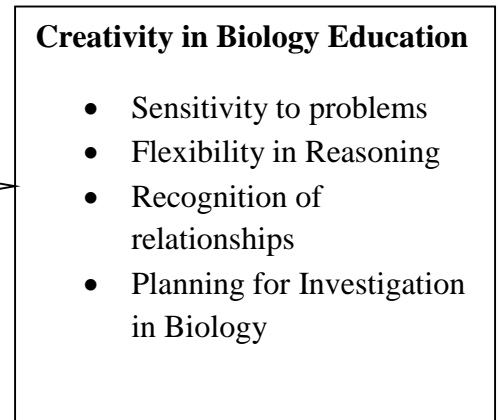 Creativity in Biology Education
• Sensitivity to problems
• Flexibility in Reasoning
• Recognition of
relationships
• Planning for Investigation
in Biology